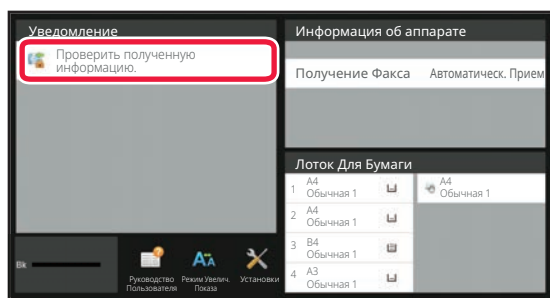 Уведомление
Проверить полученную
информацию.
Информация об аппарате
Получение Факса Автоматическ. Прием
Лоток Для Бумаги
1 A4
Обычная 1
A4
Обычная 1
2 A4
Обычная 1
3 B4
Обычная 1
4 A3
Обычная 1
Bk
Руководство
Пользователя
Режим Увелич.
Показа
Установки